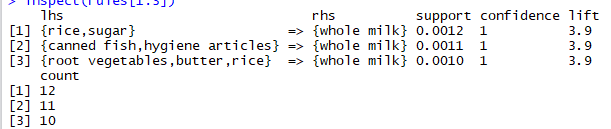 > inspect(rules[1:3])
lhs rhs support confidence lift
[1] {rice,sugar} => {whole milk} 0.0012 1 3.9
[2] {canned fish,hygiene articles} => {whole milk} 0.0011 1 3.9
[3] {root vegetables,butter,rice} => {whole milk} 0.0010 1 3.9
count
[1] 12
[2] 11
[3] 10